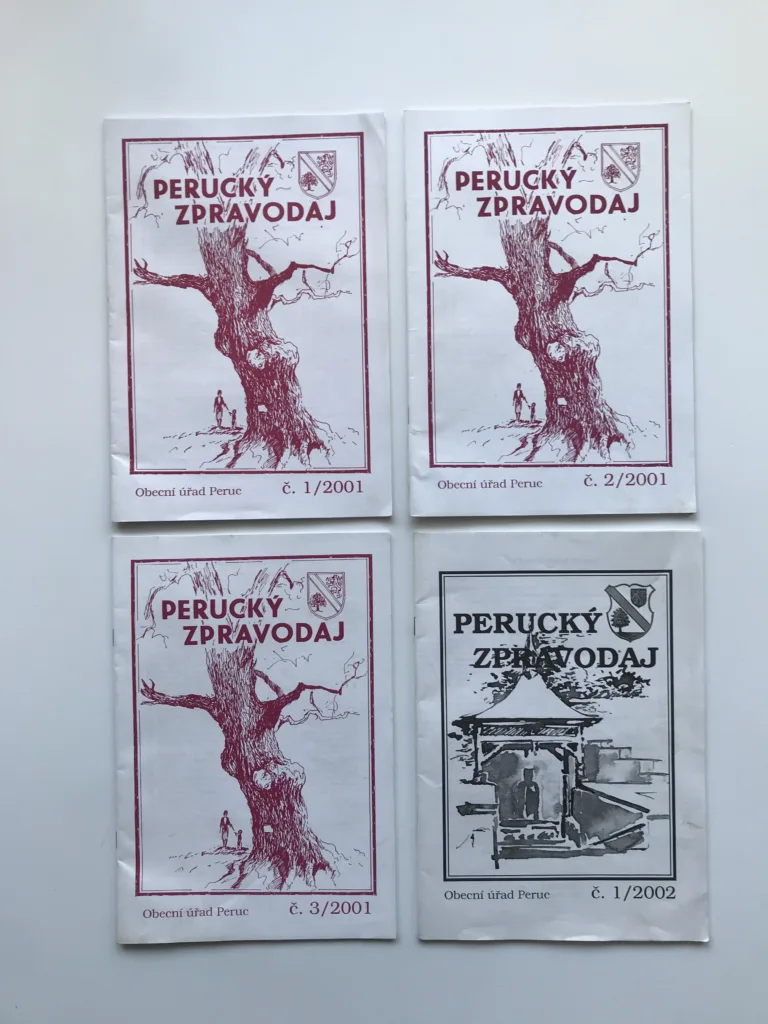 PERUCKÝ
ZPRAVODAJ
Obecní úřad Peruc
č. 1/2001
PERUCKÝ
ZPRAVODAJ
Obecní úřad Peruc
č. 2/2001
PERUCKÝ
ZPRAVODAJ
Obecní úřad Peruc
č. 3/2001
PERUCKÝ
ZPRAVODAJ
Obecní úřad Peruc
č. 1/2002